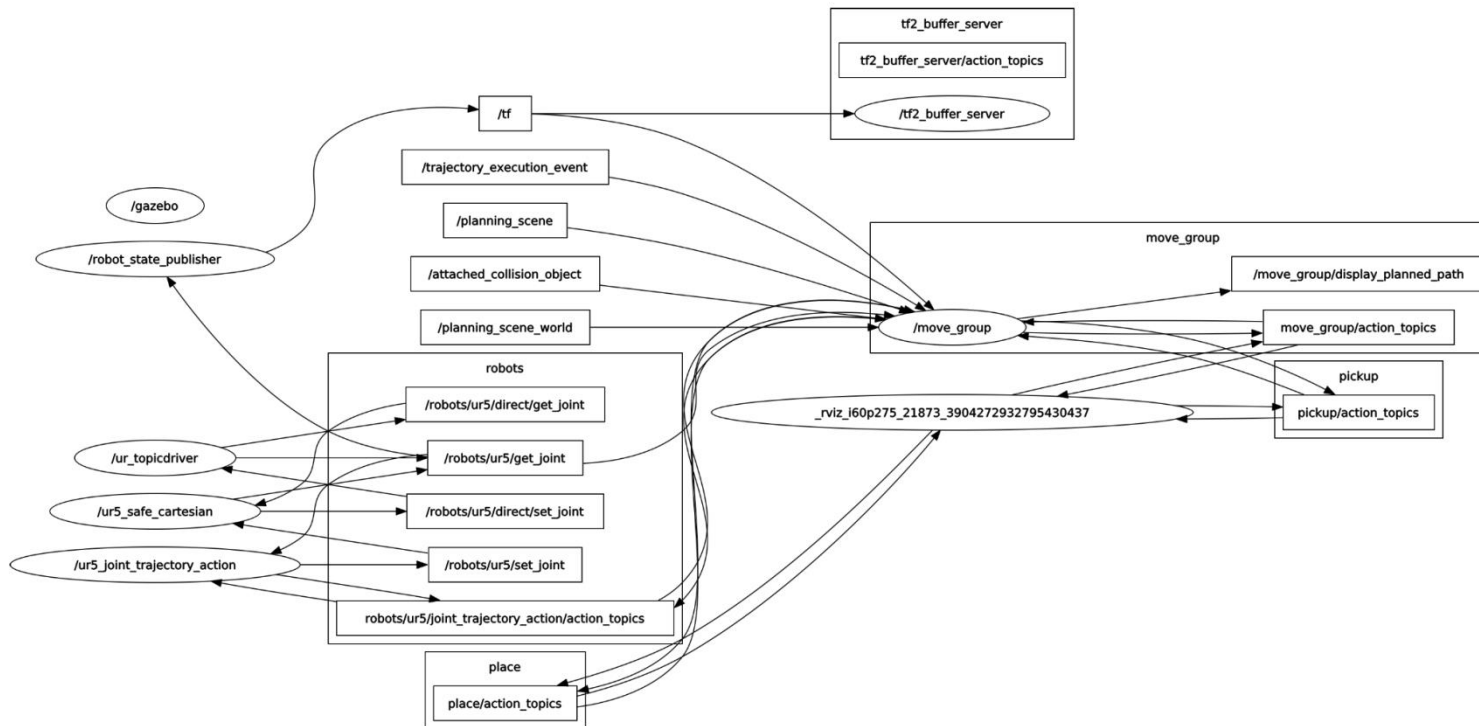 tf2_buffer_server
tf2_buffer_server/action_topics
/tf
/tf2_buffer_server
/trajectory_execution_event
/gazebo
/planning_scene
move_group
/robot_state_publisher
/attached_collision_object
/move_group/display_planned_path
/planning_scene_world
/move_group
move_group/action_topics
robots
pickup
/robots/ur5/direct/get_joint
_rviz_i60p275_21873_3904272932795430437
pickup/action_topics
/ur_topicdriver
/robots/ur5/get_joint
/ur5_safe_cartesian
/robots/ur5/direct/set_joint
/ur5_joint_trajectory_action
/robots/ur5/set_joint
robots/ur5/joint_trajectory_action/action_topics
place
place/action_topics